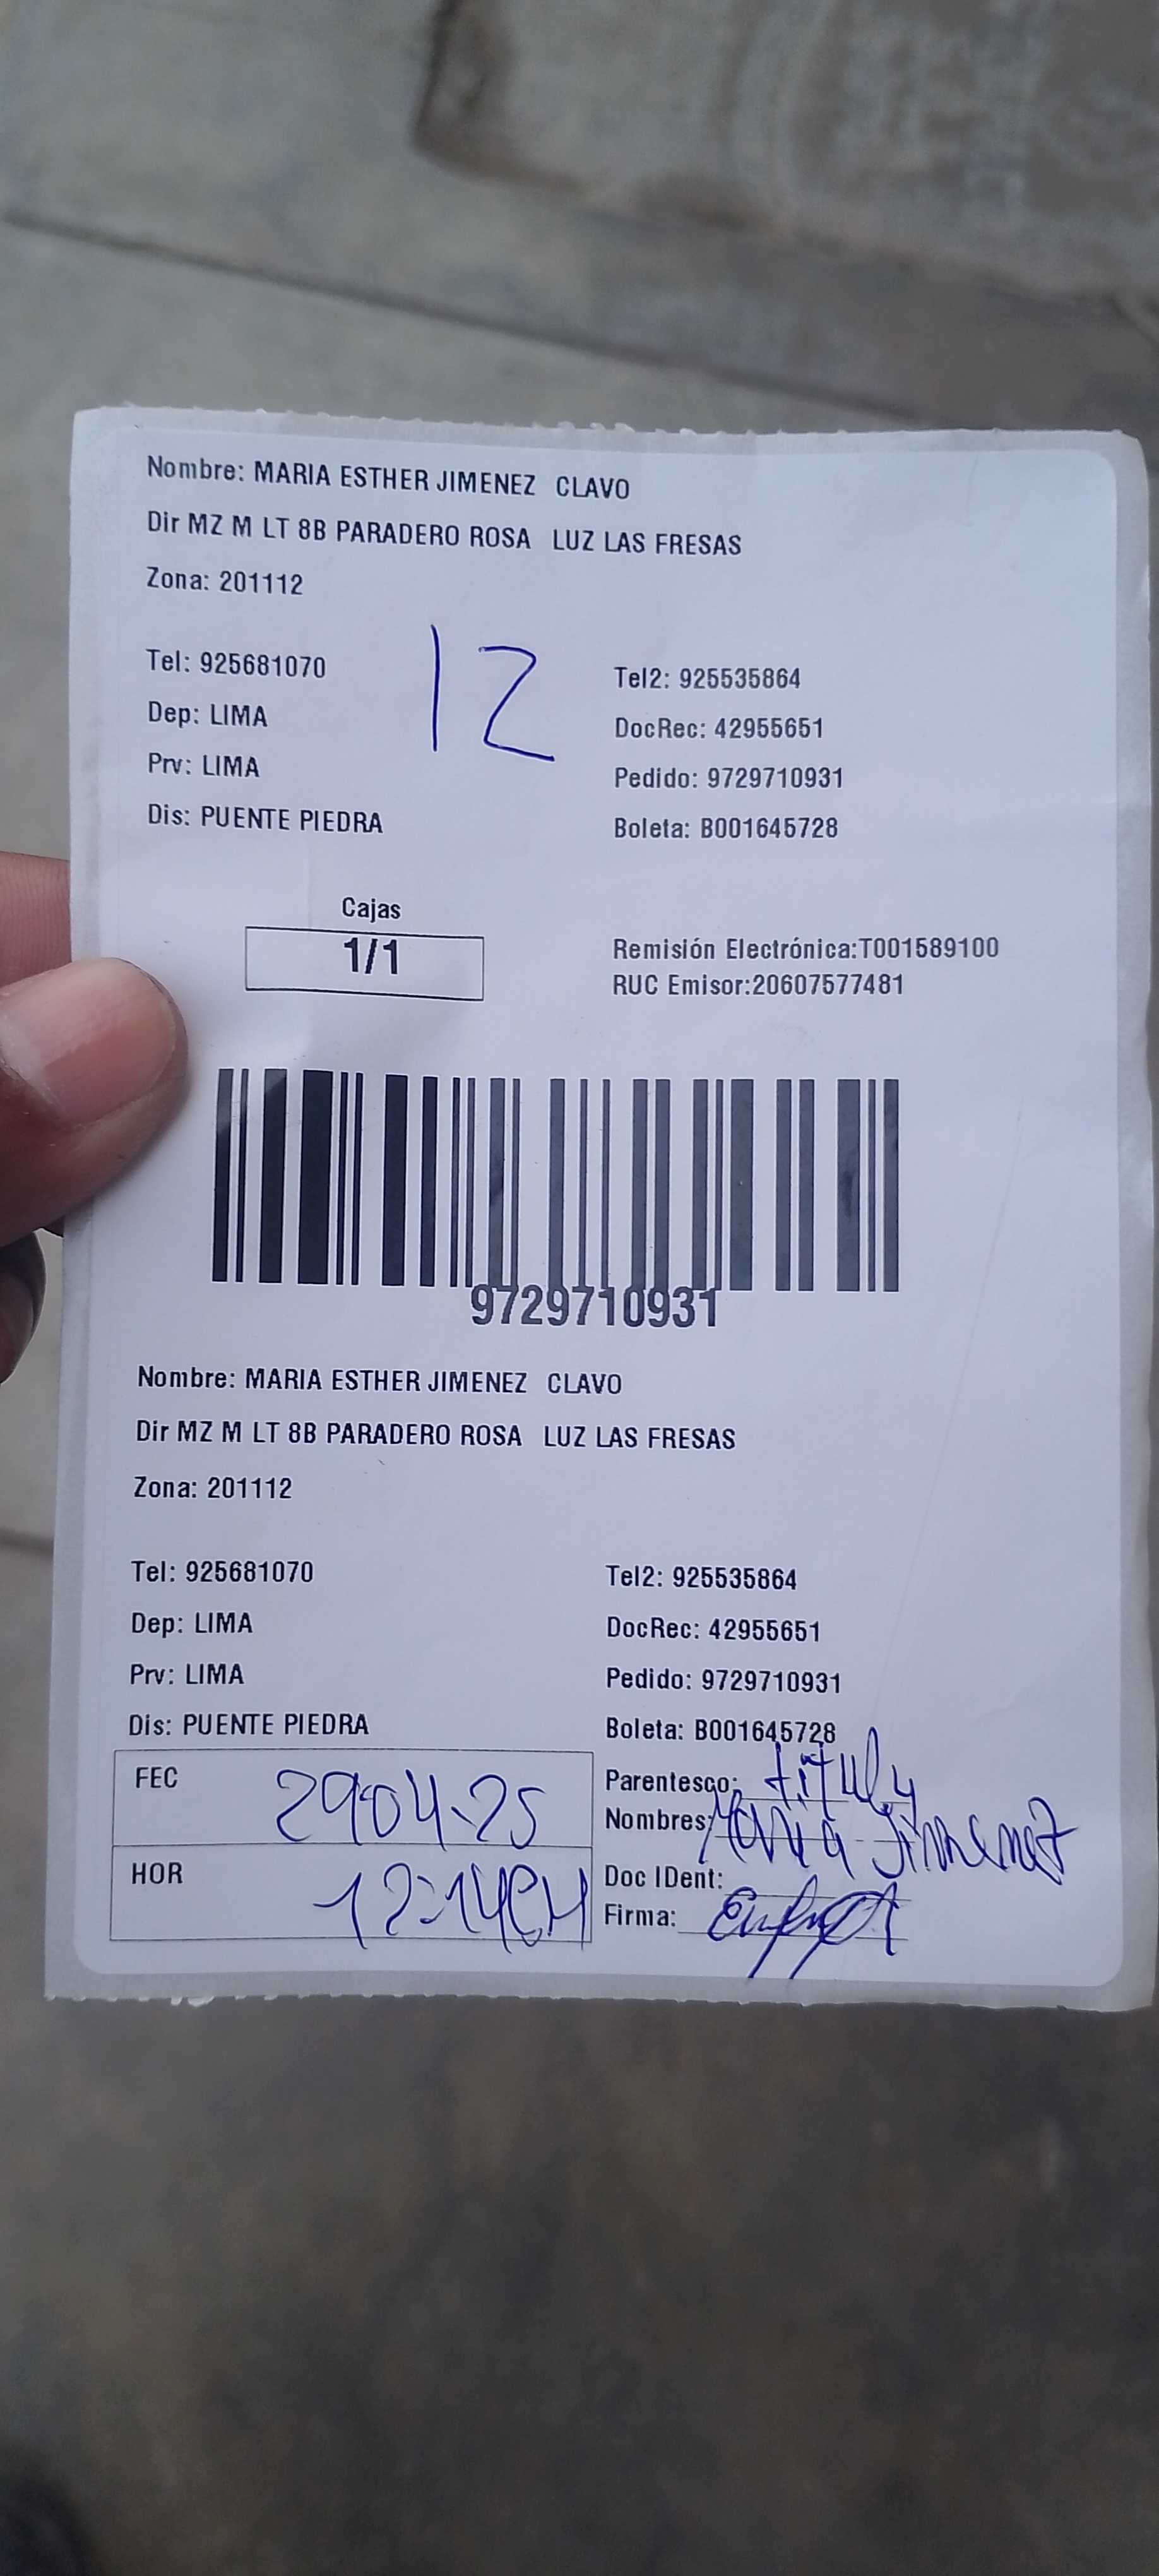 Nombre: MARIA ESTHER JIMENEZ CLAVO
Dir MZ M LT 8B PARADERO ROSA LUZ LAS FRESAS
Zona: 201112
12
Tel: 925681070
Tel2: 925535864
Dep: LIMA
DocRec: 42955651
Prv: LIMA
Pedido: 9729710931
Dis: PUENTE PIEDRA
Boleta: B001645728
Cajas
1/1
Remisión Electrónica:T001589100
RUC Emisor:20607577481
9729710931
Nombre: MARIA ESTHER JIMENEZ CLAVO
Dir MZ M LT 8B PARADERO ROSA LUZ LAS FRESAS
Zona: 201112
Tel: 925681070
Tel2: 925535864
Dep: LIMA
DocRec: 42955651
Prv: LIMA
Pedido: 9729710931
Dis: PUENTE PIEDRA
Boleta: B001645728
FEC 29-04-25
Parentesco:
Nombres: Maria Jimenez
HOR
Doc IDent:
Firma: